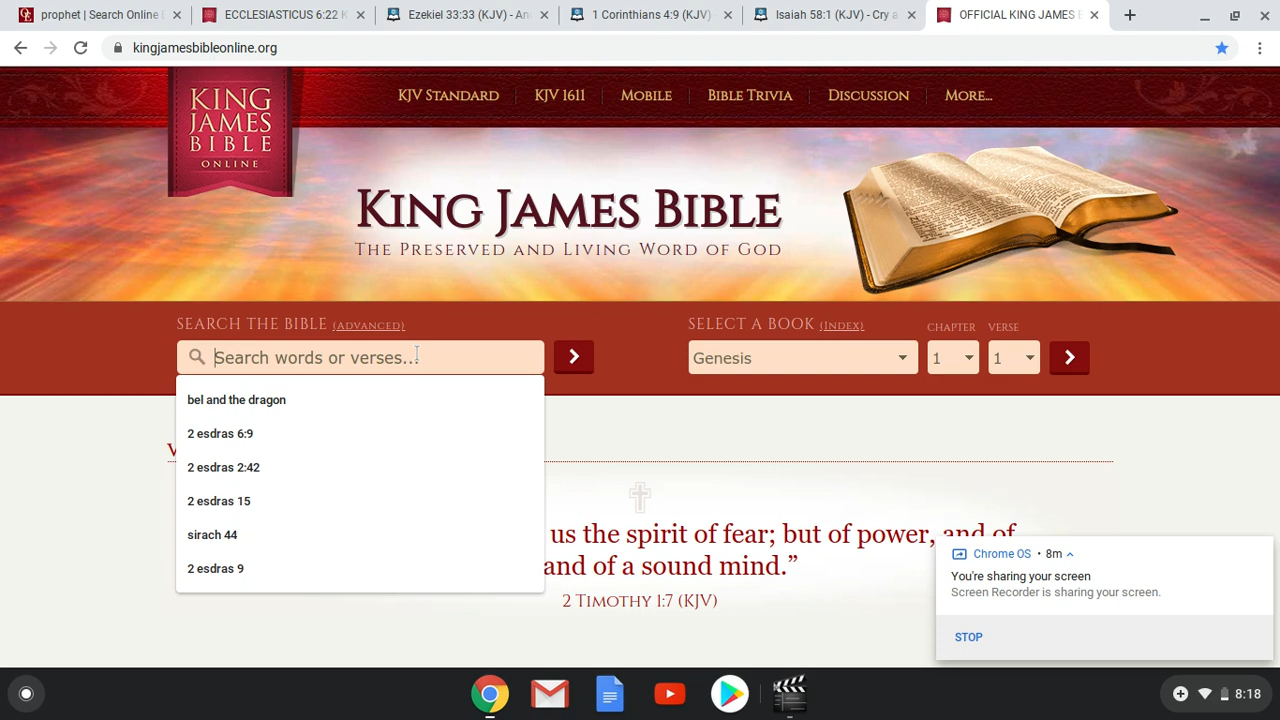 prophet | Search Online
ECCLESIASTICUS 6:22 K
Ezekiel 33:33 (KJV) - An
1 Corinthians 4:9 (KJV) -
Isaiah 58:1 (KJV) - Cry a
OFFICIAL KING JAMES B
kingjamesbibleonline.org
KING
JAMES
BIBLE
ONLINE
KJV STANDARD
KJV 1611
MOBILE
BIBLE TRIVIA
DISCUSSION
MORE...
KING JAMES BIBLE
THE PRESERVED AND LIVING WORD OF GOD
SEARCH THE BIBLE (ADVANCED)
SELECT A BOOK (INDEX)
CHAPTER
VERSE
Search words or verses...
Genesis
1
1
bel and the dragon
2 esdras 6:9
2 esdras 2:42
2 esdras 15
sirach 44
2 esdras 9
us the spirit of fear; but of power, and of
and of a sound mind.”
2 TIMOTHY 1:7 (KJV)
Chrome OS • 8m
You're sharing your screen
Screen Recorder is sharing your screen.
STOP
8:18